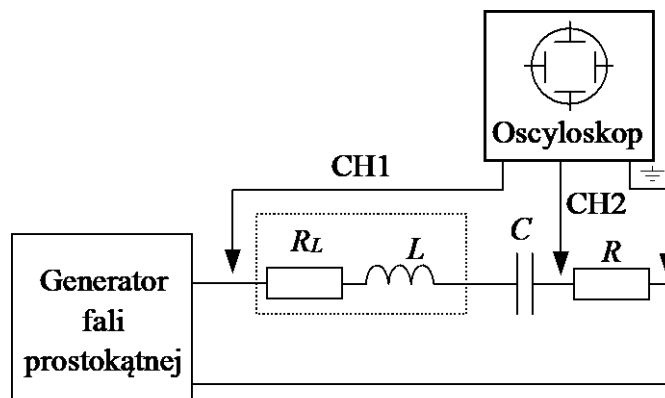 Oscyloskop
CH1
CH2
R_L
L
C
R
Generator
fali
prostokątnej